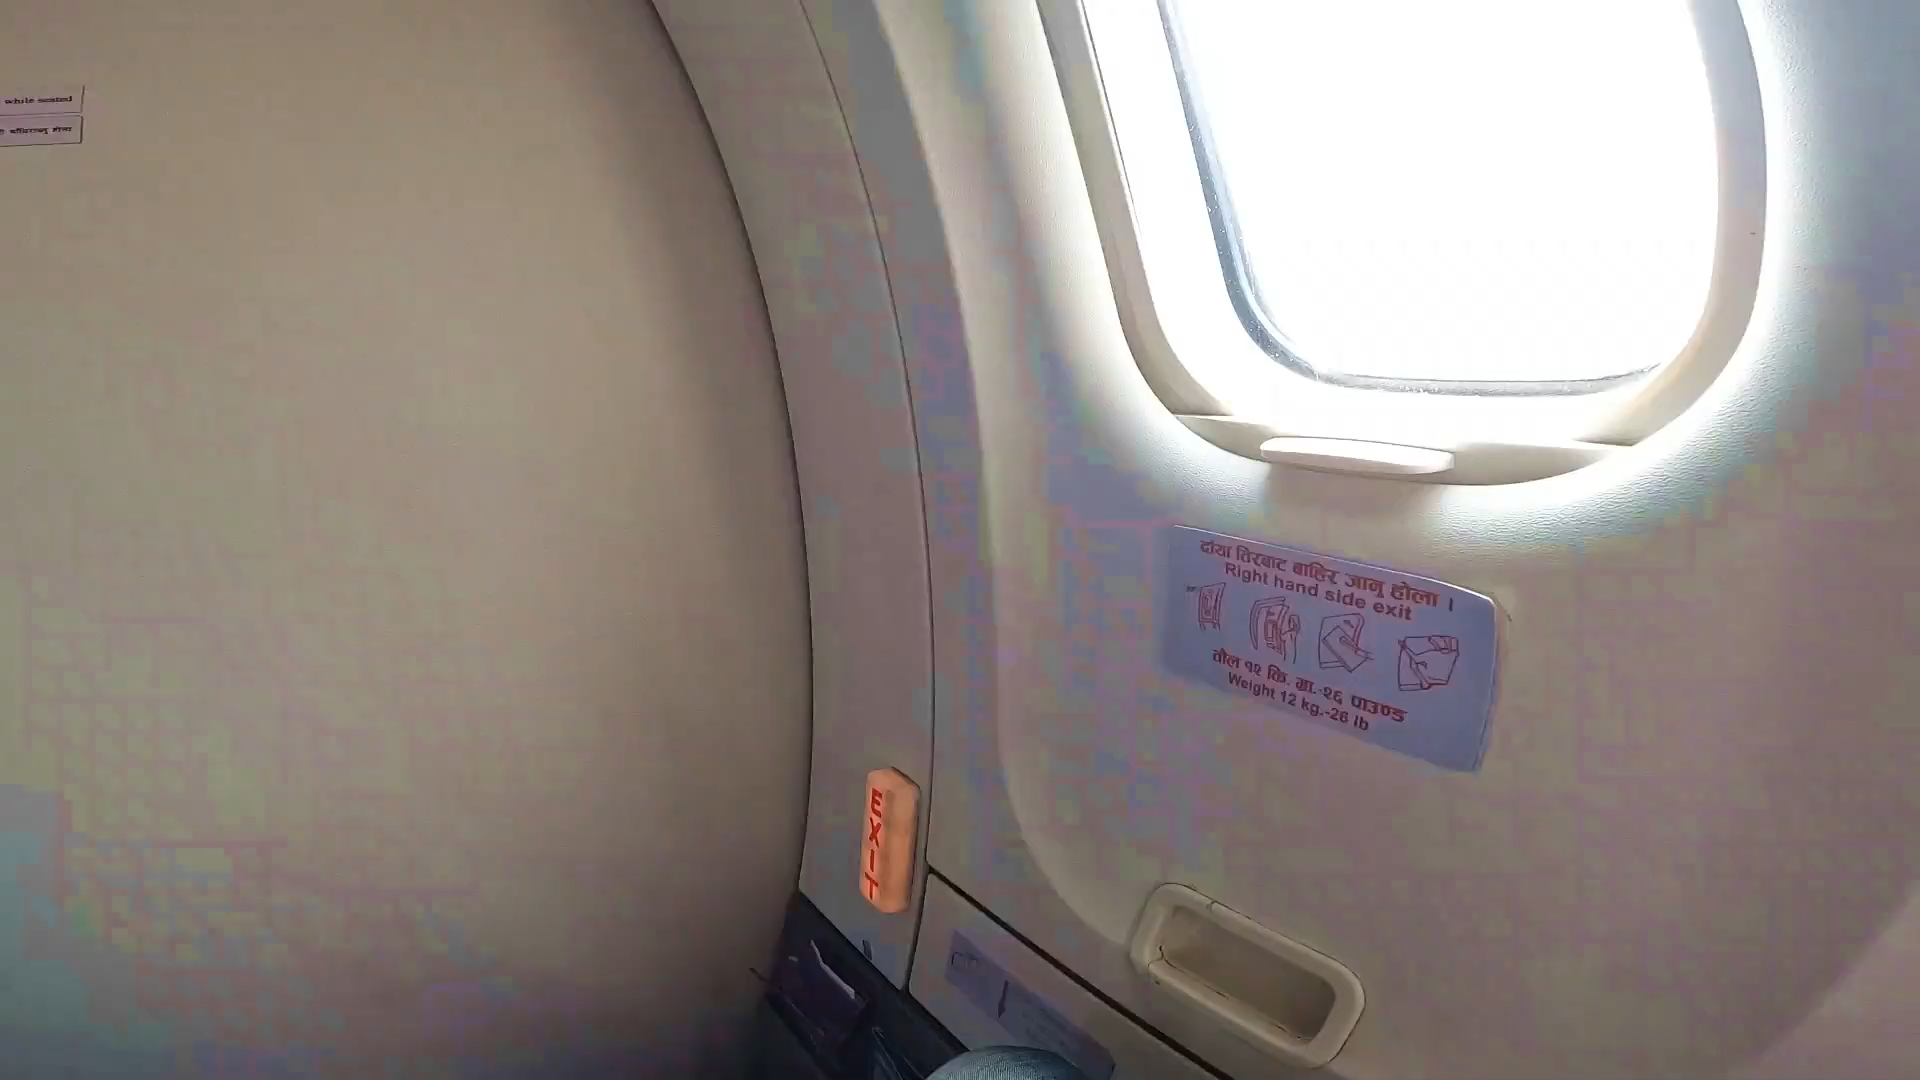 while seated
दांया तिरबाट बाहिर जानु होला ।
Right hand side exit
तौल १२ कि. ग्रा.-२६ पाउण्ड
Weight 12 kg.-26 lb
EXIT